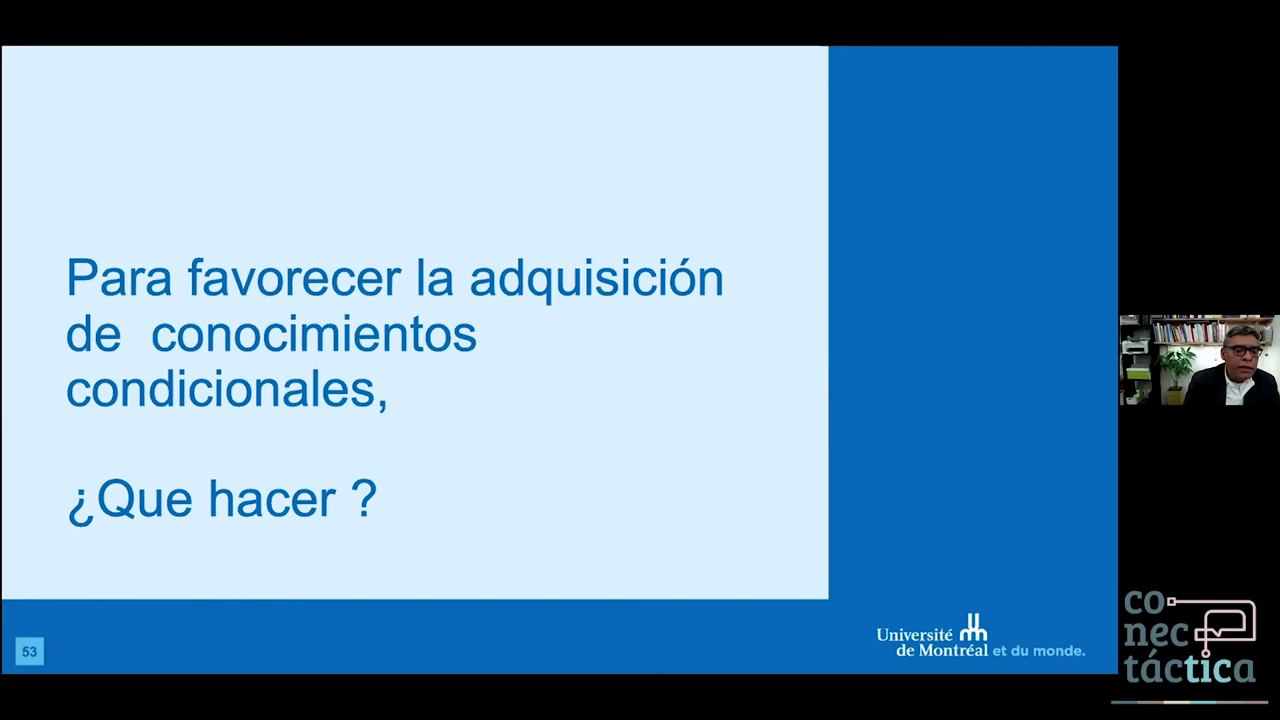 Para favorecer la adquisición
de conocimientos
condicionales,
¿Que hacer ?
53
Université
de Montréal et du monde.
co
nec
táctica